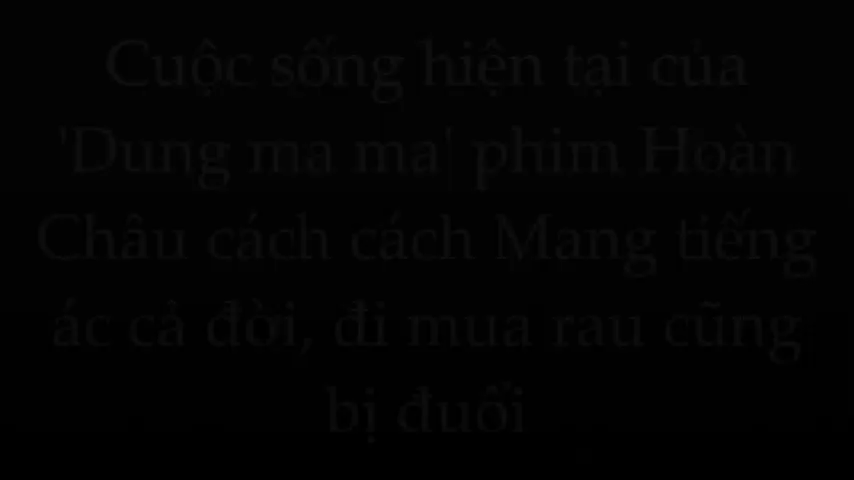 Cuộc sống hiện tại của
'Dung ma ma' phim Hoàn
Châu cách cách Mang tiếng
ác cả đời, đi mua rau cũng
bị đuổi